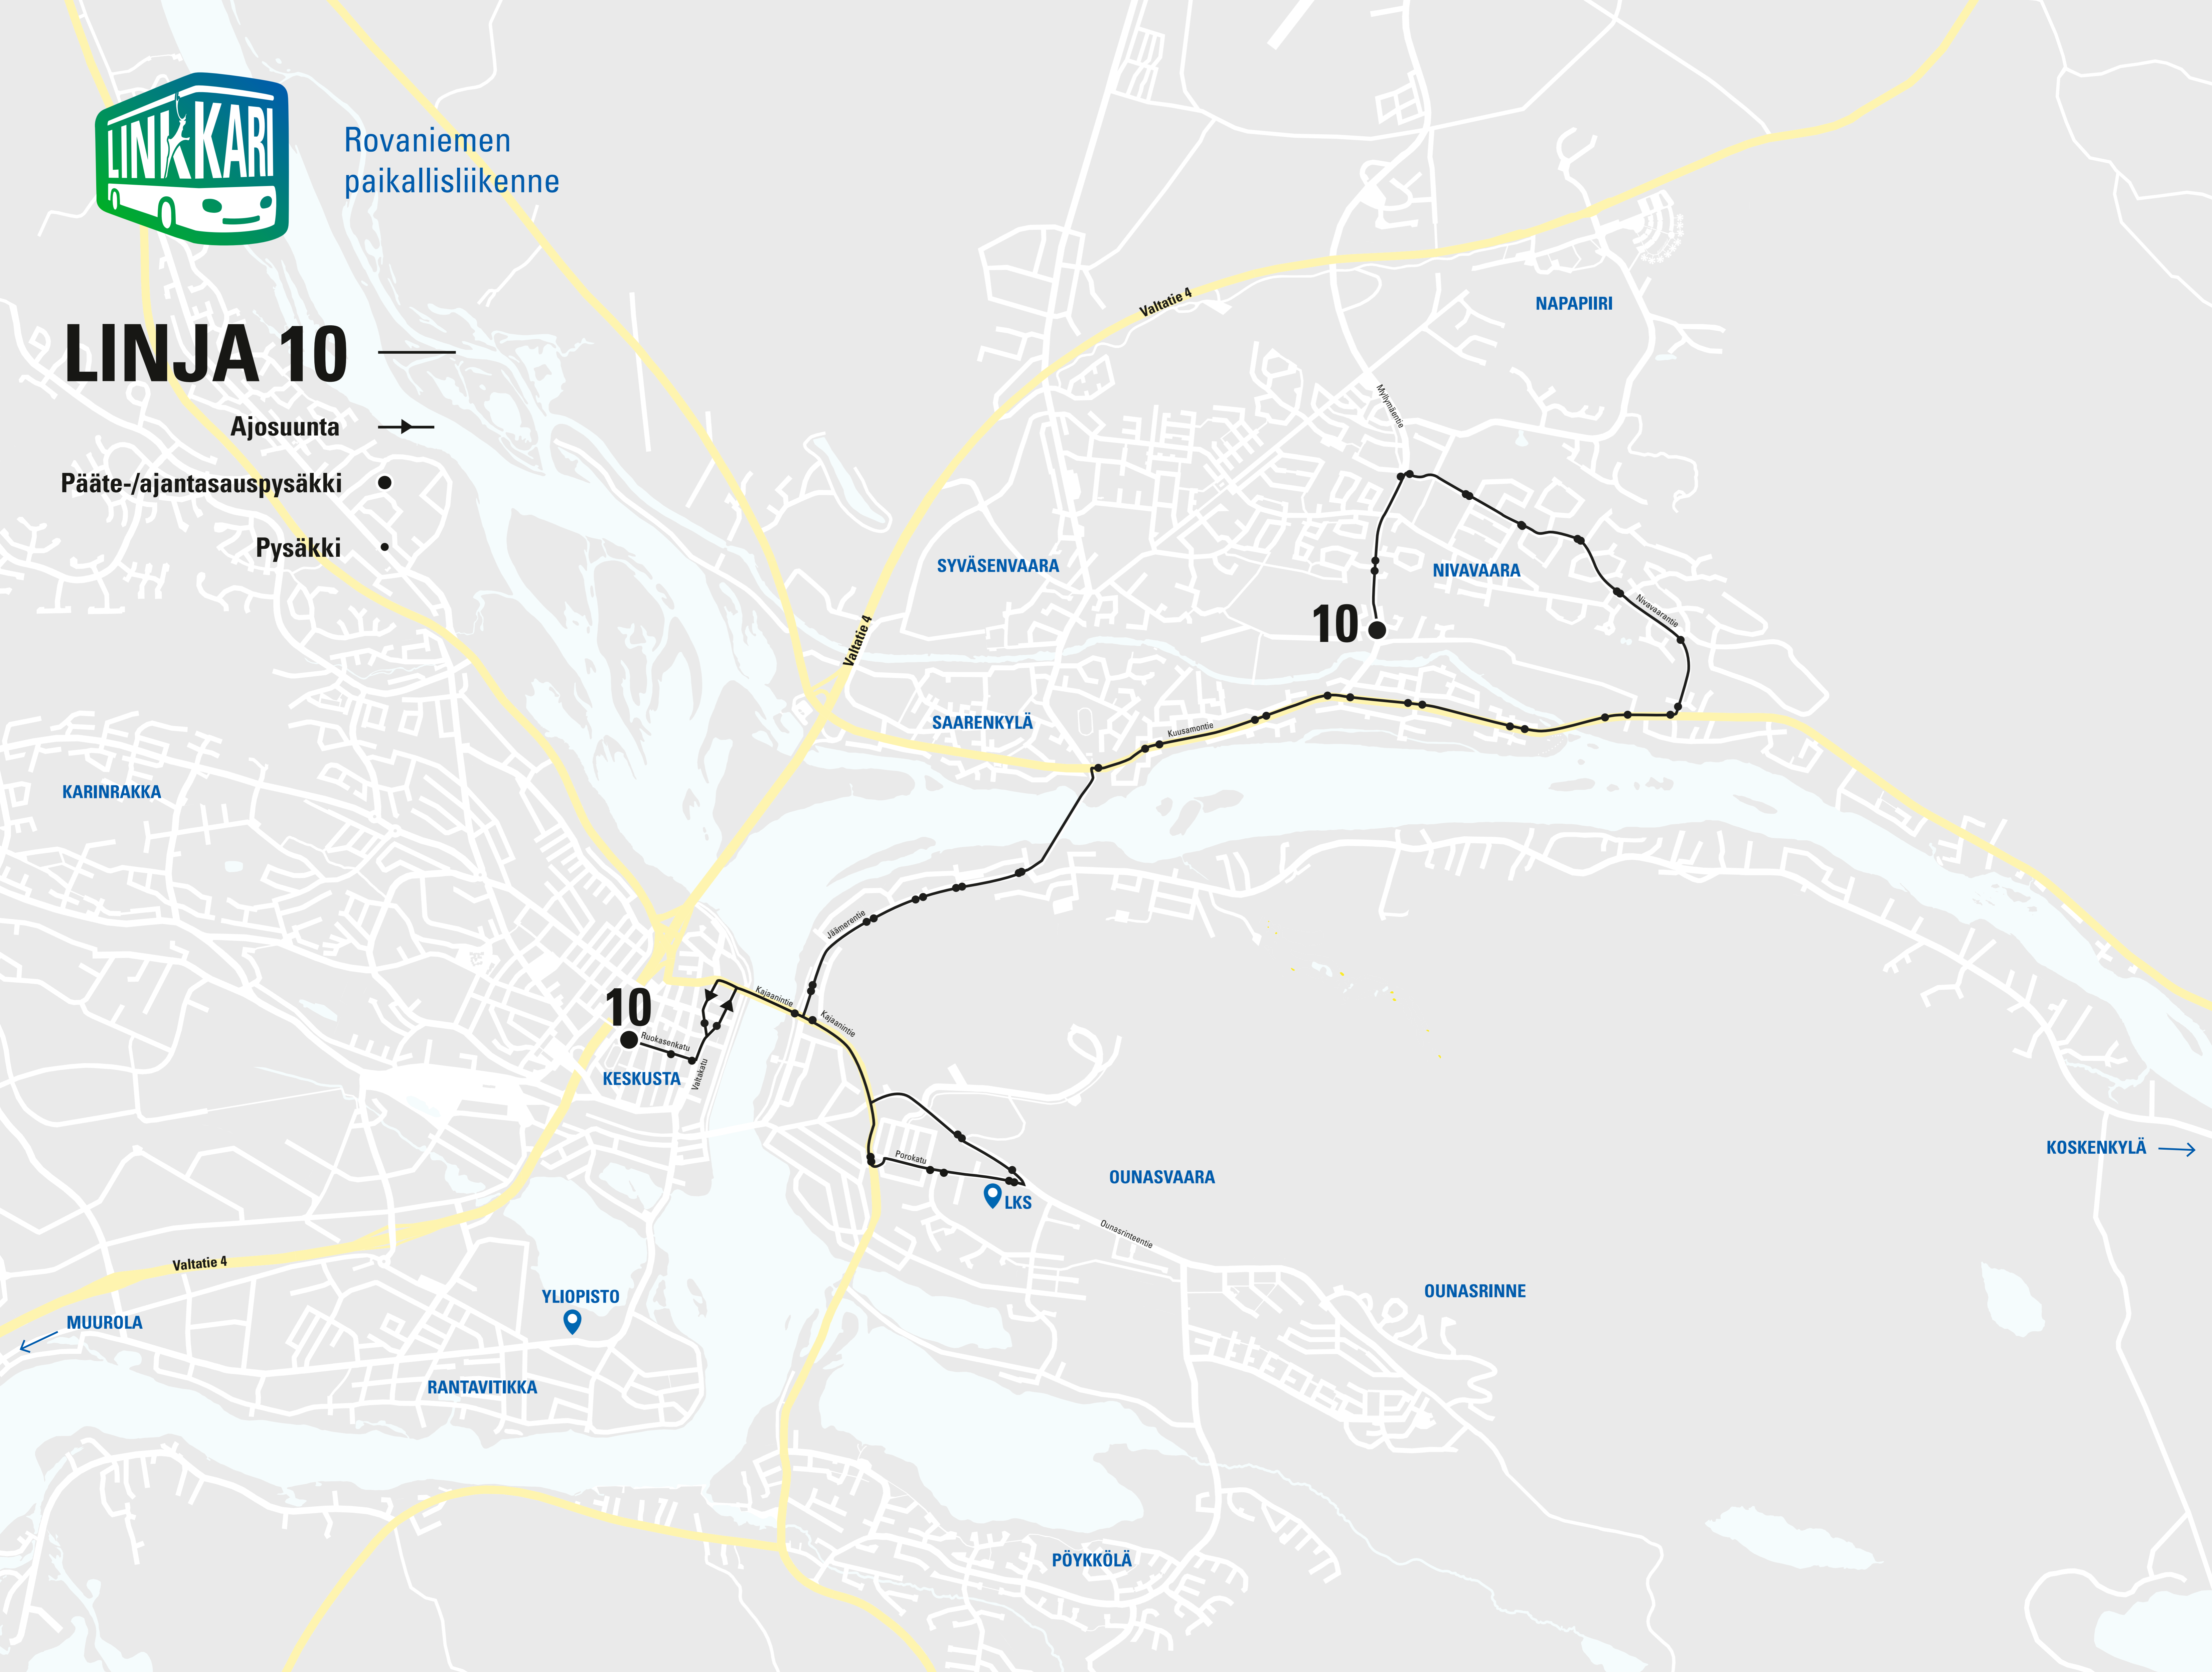 LINKKARI
Rovaniemen
paikallisliikenne
LINJA 10
Ajosuunta
Pääte-/ajantasauspysäkki
Pysäkki
Valtatie 4
NAPAPIIRI
Myllymäentie
SYVÄSENVAARA
NIVAVAARA
Nivavaarantie
10
Valtatie 4
SAARENKYLÄ
Kuusamontie
KARINRAKKA
Jäämerentie
10
Kajaanintie
Kajaanintie
Ruokasenkatu
Valtakatu
KESKUSTA
Porokatu
LKS
OUNASVAARA
KOSKENKYLÄ
Ounasrinteentie
Valtatie 4
YLIOPISTO
OUNASRINNE
MUUROLA
RANTAVITIKKA
PÖYKKÖLÄ